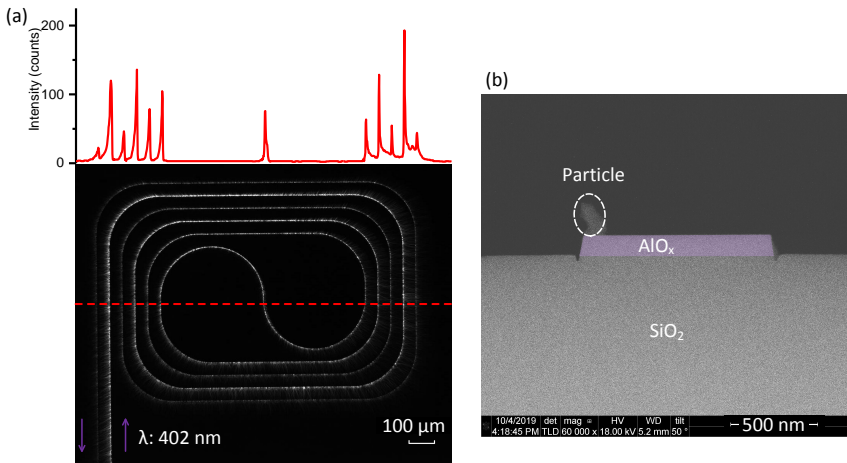 (a)
200
100
0
Intensity (counts)
λ: 402 nm
100 µm
(b)
Particle
AlOₓ
SiO₂
10/4/2019 det mag ⊕ HV WD tilt
4:18:45 PM TLD 60 000 x 18.00 kV 5.2 mm 50 °
500 nm